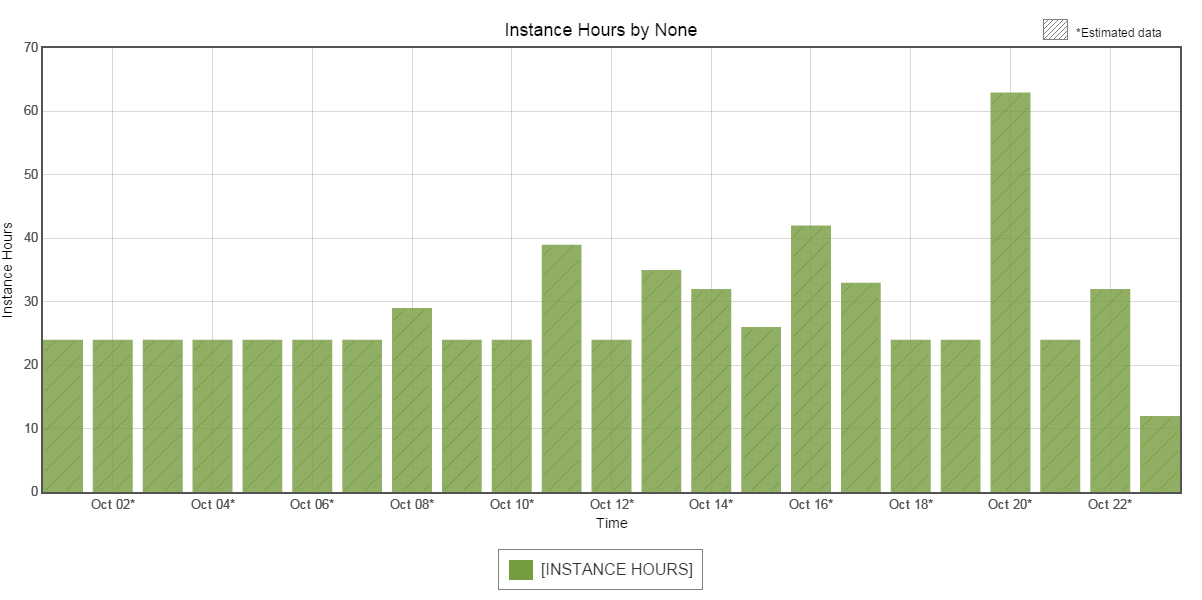 Instance Hours by None
*Estimated data
70
60
50
40
30
20
10
0
Instance Hours
Oct 02* Oct 04* Oct 06* Oct 08* Oct 10* Oct 12* Oct 14* Oct 16* Oct 18* Oct 20* Oct 22*
Time
[INSTANCE HOURS]